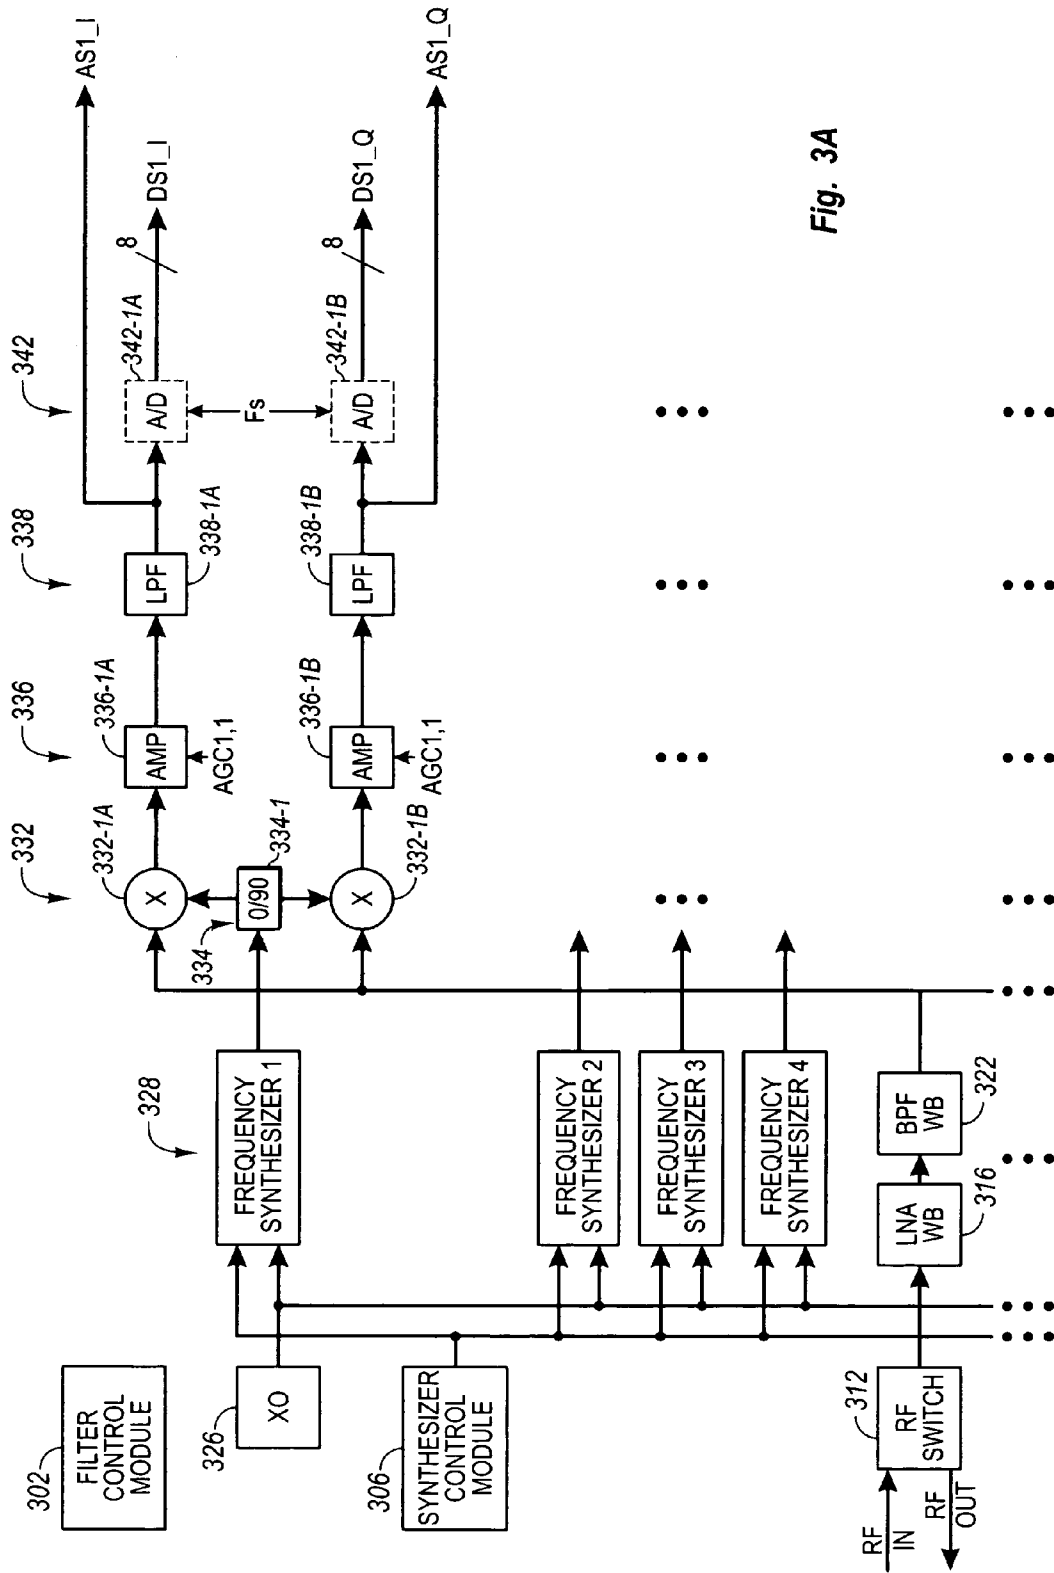 302
FILTER
CONTROL
MODULE
326
XO
306
SYNTHESIZER
CONTROL
MODULE
RF
IN
RF
OUT
312
RF
SWITCH
328
FREQUENCY
SYNTHESIZER 1
FREQUENCY
SYNTHESIZER 2
FREQUENCY
SYNTHESIZER 3
FREQUENCY
SYNTHESIZER 4
LNA
WB
316
BPF
WB
322
332
332-1A
X
334
0/90
334-1
X
332-1B
336
336-1A
AMP
AGC1,1
336-1B
AMP
AGC1,1
338
LPF
338-1A
LPF
338-1B
342
A/D
342-1A
Fs
A/D
342-1B
8
8
AS1_I
DS1_I
DS1_Q
AS1_Q
Fig. 3A